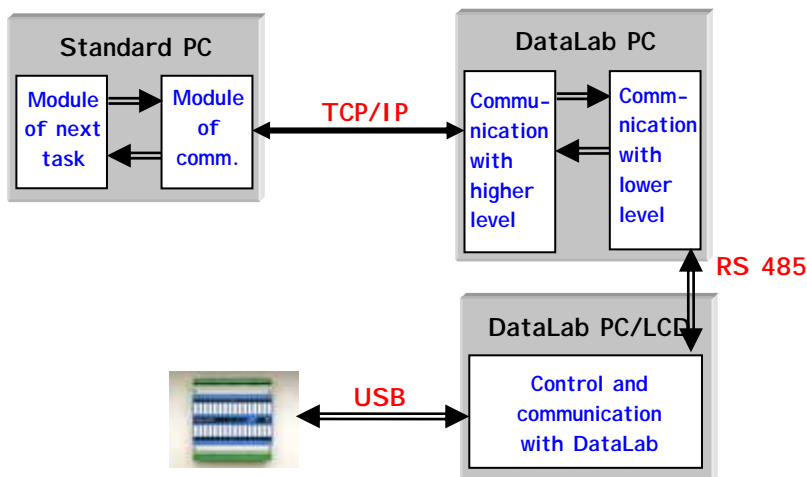 Standard PC
Module
of next
task
Module
of
comm.
TCP/IP
DataLab PC
Commu-
nication
with
higher
level
Comm-
nication
with
lower
level
RS 485
DataLab PC/LCD
Control and
communication
with DataLab
USB